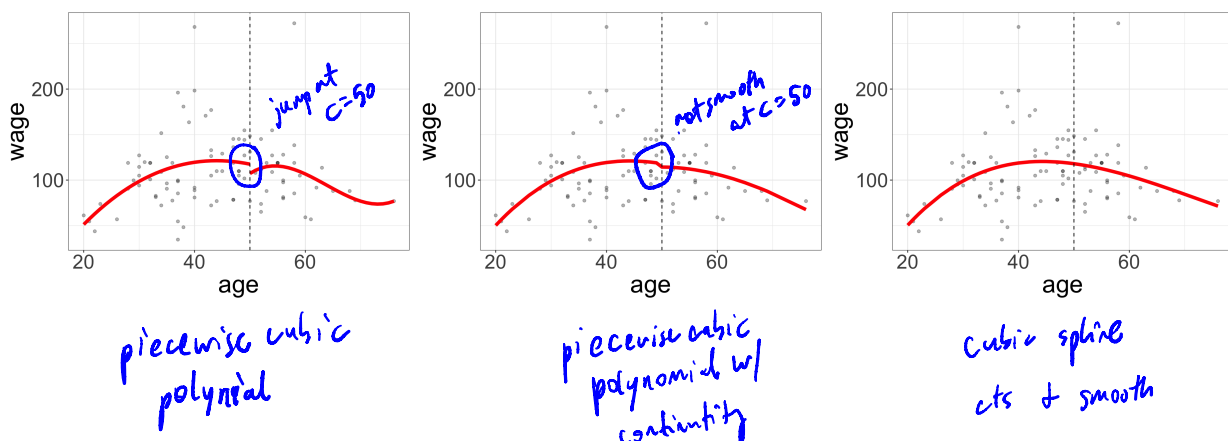 wage
200
100
20
40
60
age
jump at
c=50
piecewise cubic
polynial
wage
200
100
20
40
60
age
not smooth
at c=50
piecewise cubic
polynomial w/
continuity
wage
200
100
20
40
60
age
cubic spline
cts & smooth